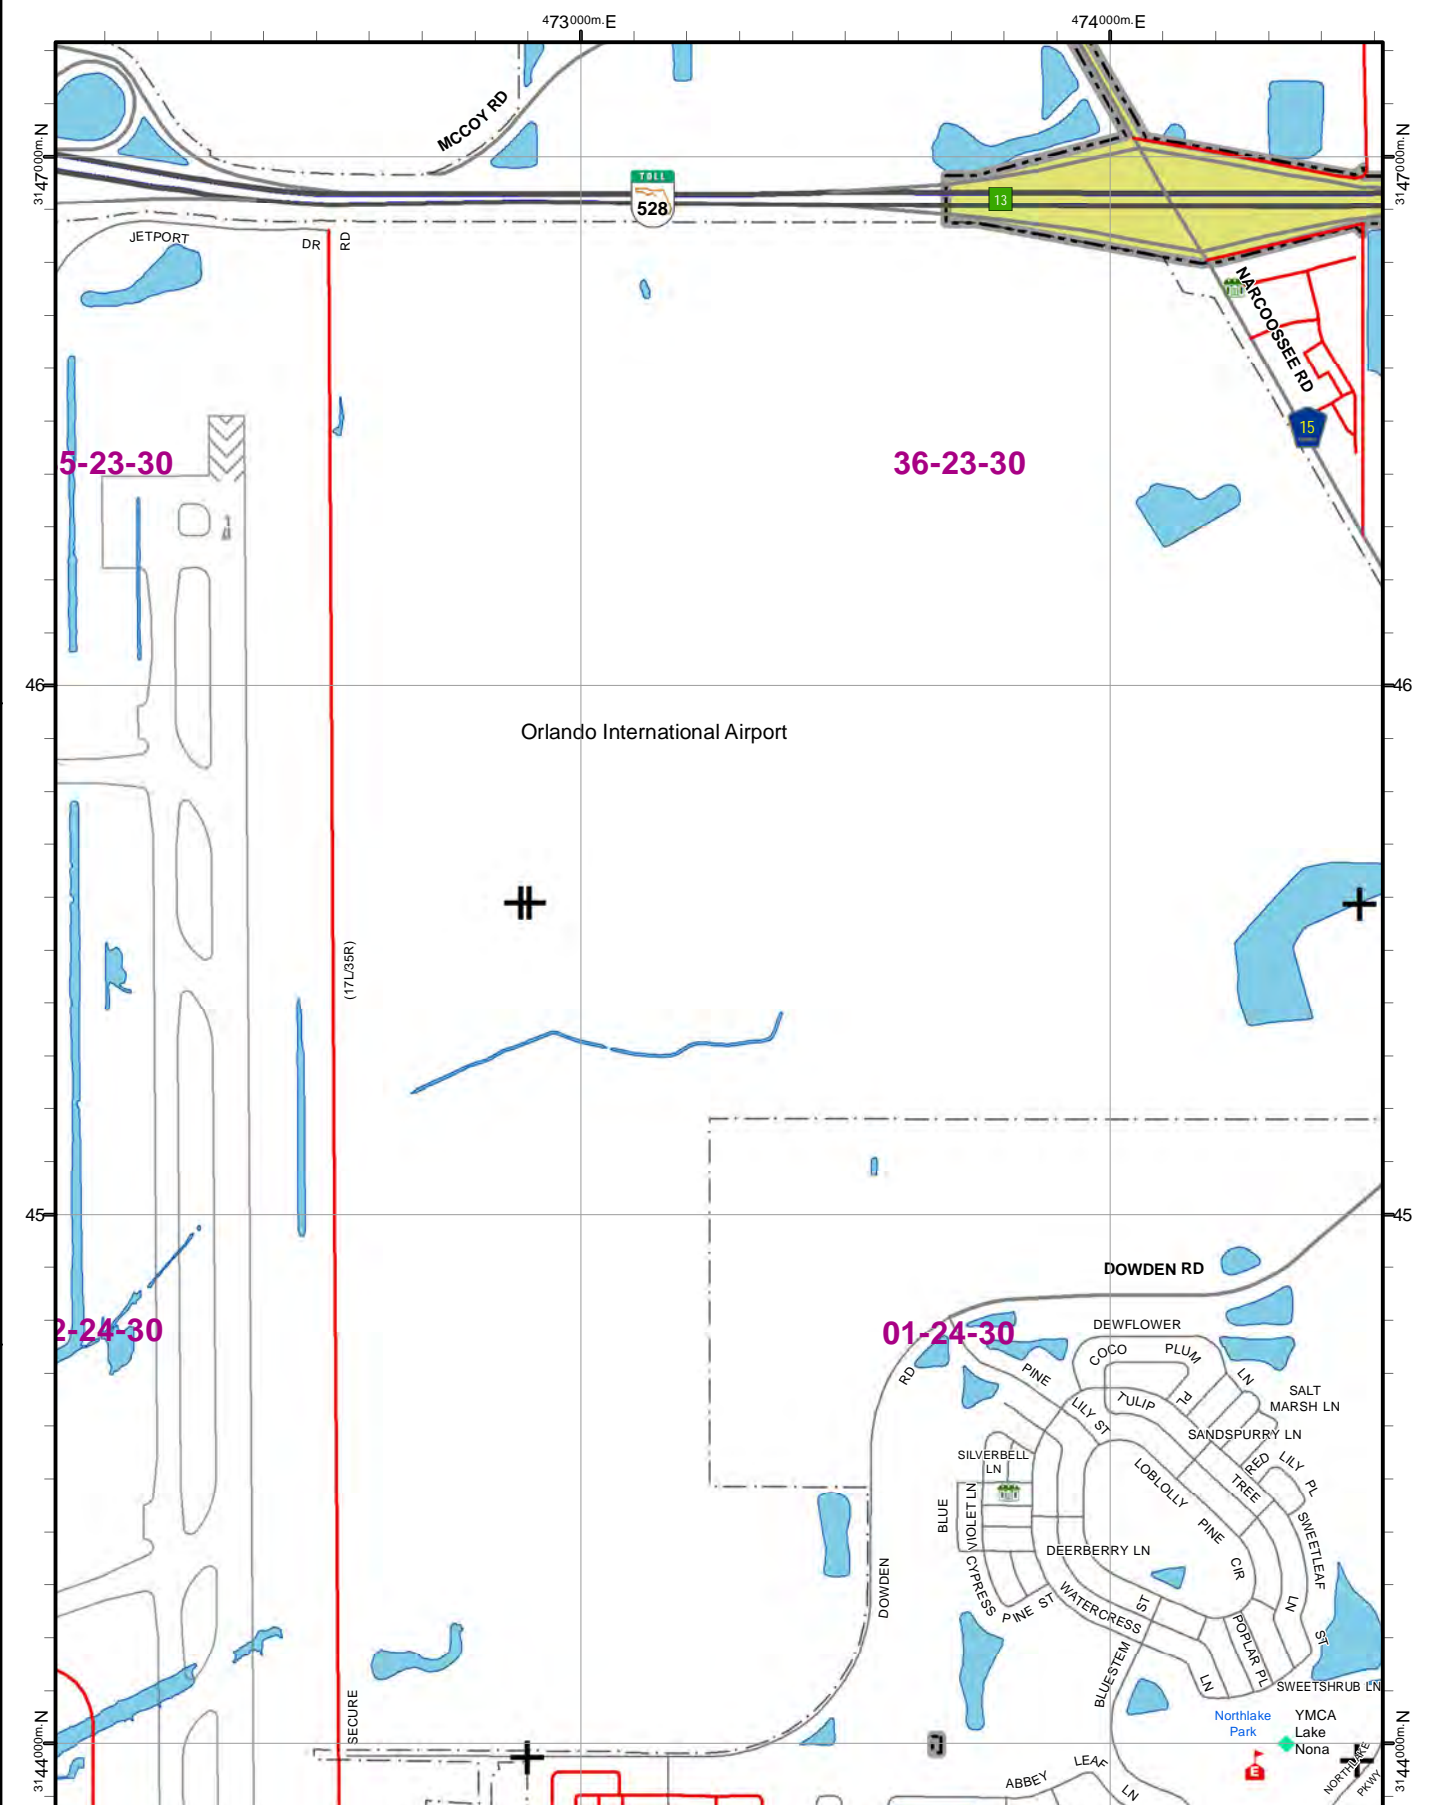 473000m.E
474000m.E
3147000m.N
3147000m.N
MCCOY RD
TOLL
528
13
JETPORT
DR
RD
NARCOOSSEE RD
15
5-23-30
36-23-30
46
46
Orlando International Airport
(17L/35R)
45
45
DOWDEN RD
2-24-30
01-24-30
DEWFLOWER
COCO
PLUM
RD
PINE
LN
PL
SALT
MARSH LN
LILY ST
TULIP
SANDSPURRY LN
SILVERBELL
LN
RED
LILY
PL
LOBLOLLY
TREE
BLUE
VIOLET LN
PINE
SWEETLEAF
DEERBERRY LN
CIR
CYPRESS
DOWDEN
PINE ST
WATERCRESS
ST
LN
POPLAR PL
ST
BLUESTEM
LN
SWEETSHRUB LN
SECURE
Northlake
Park
YMCA
Lake
Nona
3144000m.N
3144000m.N
E
NORTHLAKE
PKWY
ABBEY
LEAF
LN